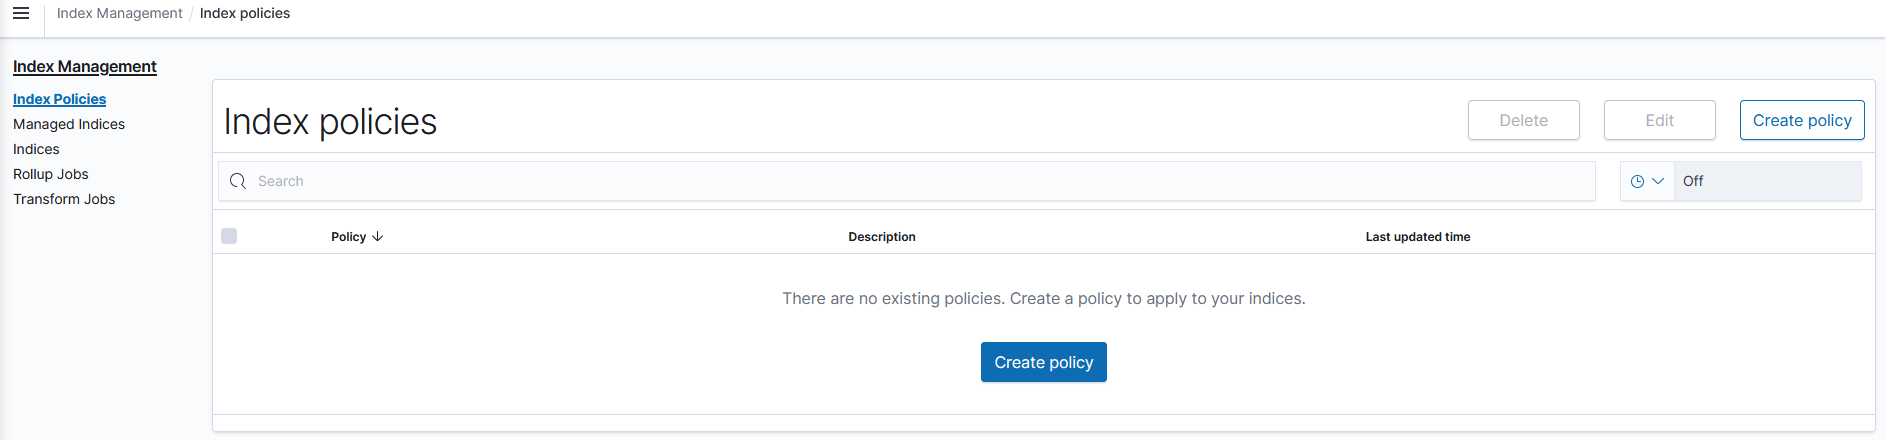 Index Management / Index policies
Index Management
Index Policies
Managed Indices
Indices
Rollup Jobs
Transform Jobs
Index policies
Delete
Edit
Create policy
Search
Off
Policy
Description
Last updated time
There are no existing policies. Create a policy to apply to your indices.
Create policy